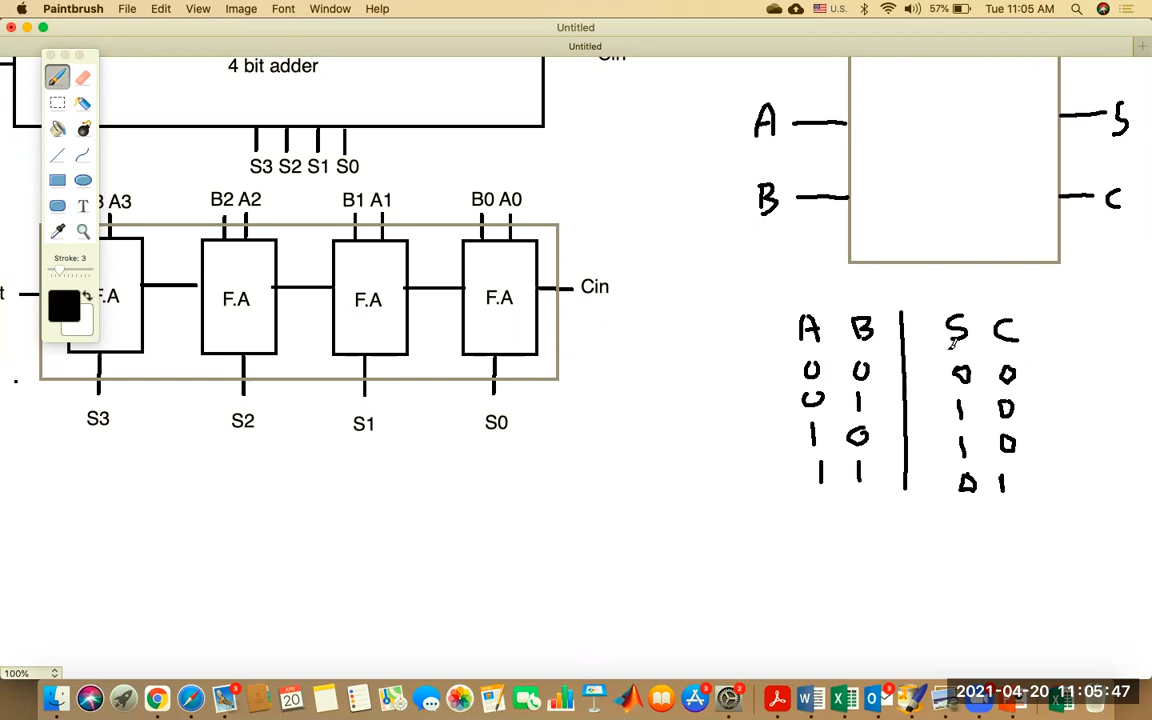 Paintbrush File Edit View Image Font Window Help
U.S. 57% Tue 11:05 AM
Untitled
Untitled
4 bit adder
Cin
S3 S2 S1 S0
A S
B C
B A3 B2 A2 B1 A1 B0 A0
Stroke: 3
F.A F.A F.A F.A Cin
t
S3 S2 S1 S0
A B S C
0 0 0 0
0 1 1 0
1 0 1 0
1 1 0 1
100%
2021-04-20 11:05:47